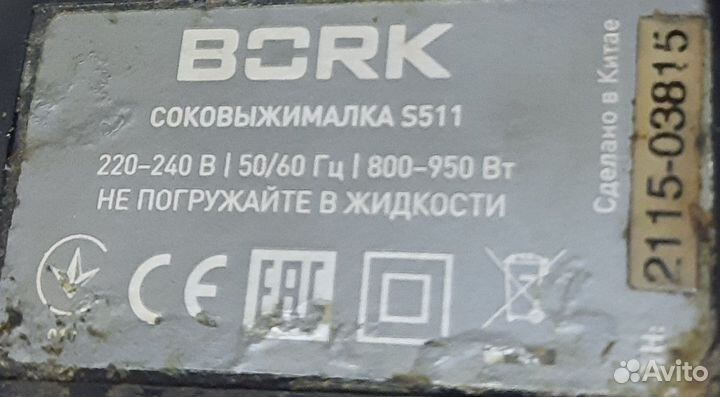 BORK
СОКОВЫЖИМАЛКА S511
220–240 В | 50/60 Гц | 800–950 Вт
НЕ ПОГРУЖАЙТЕ В ЖИДКОСТИ
CE EAC
Сделано в Китае
2115-03815
Avito